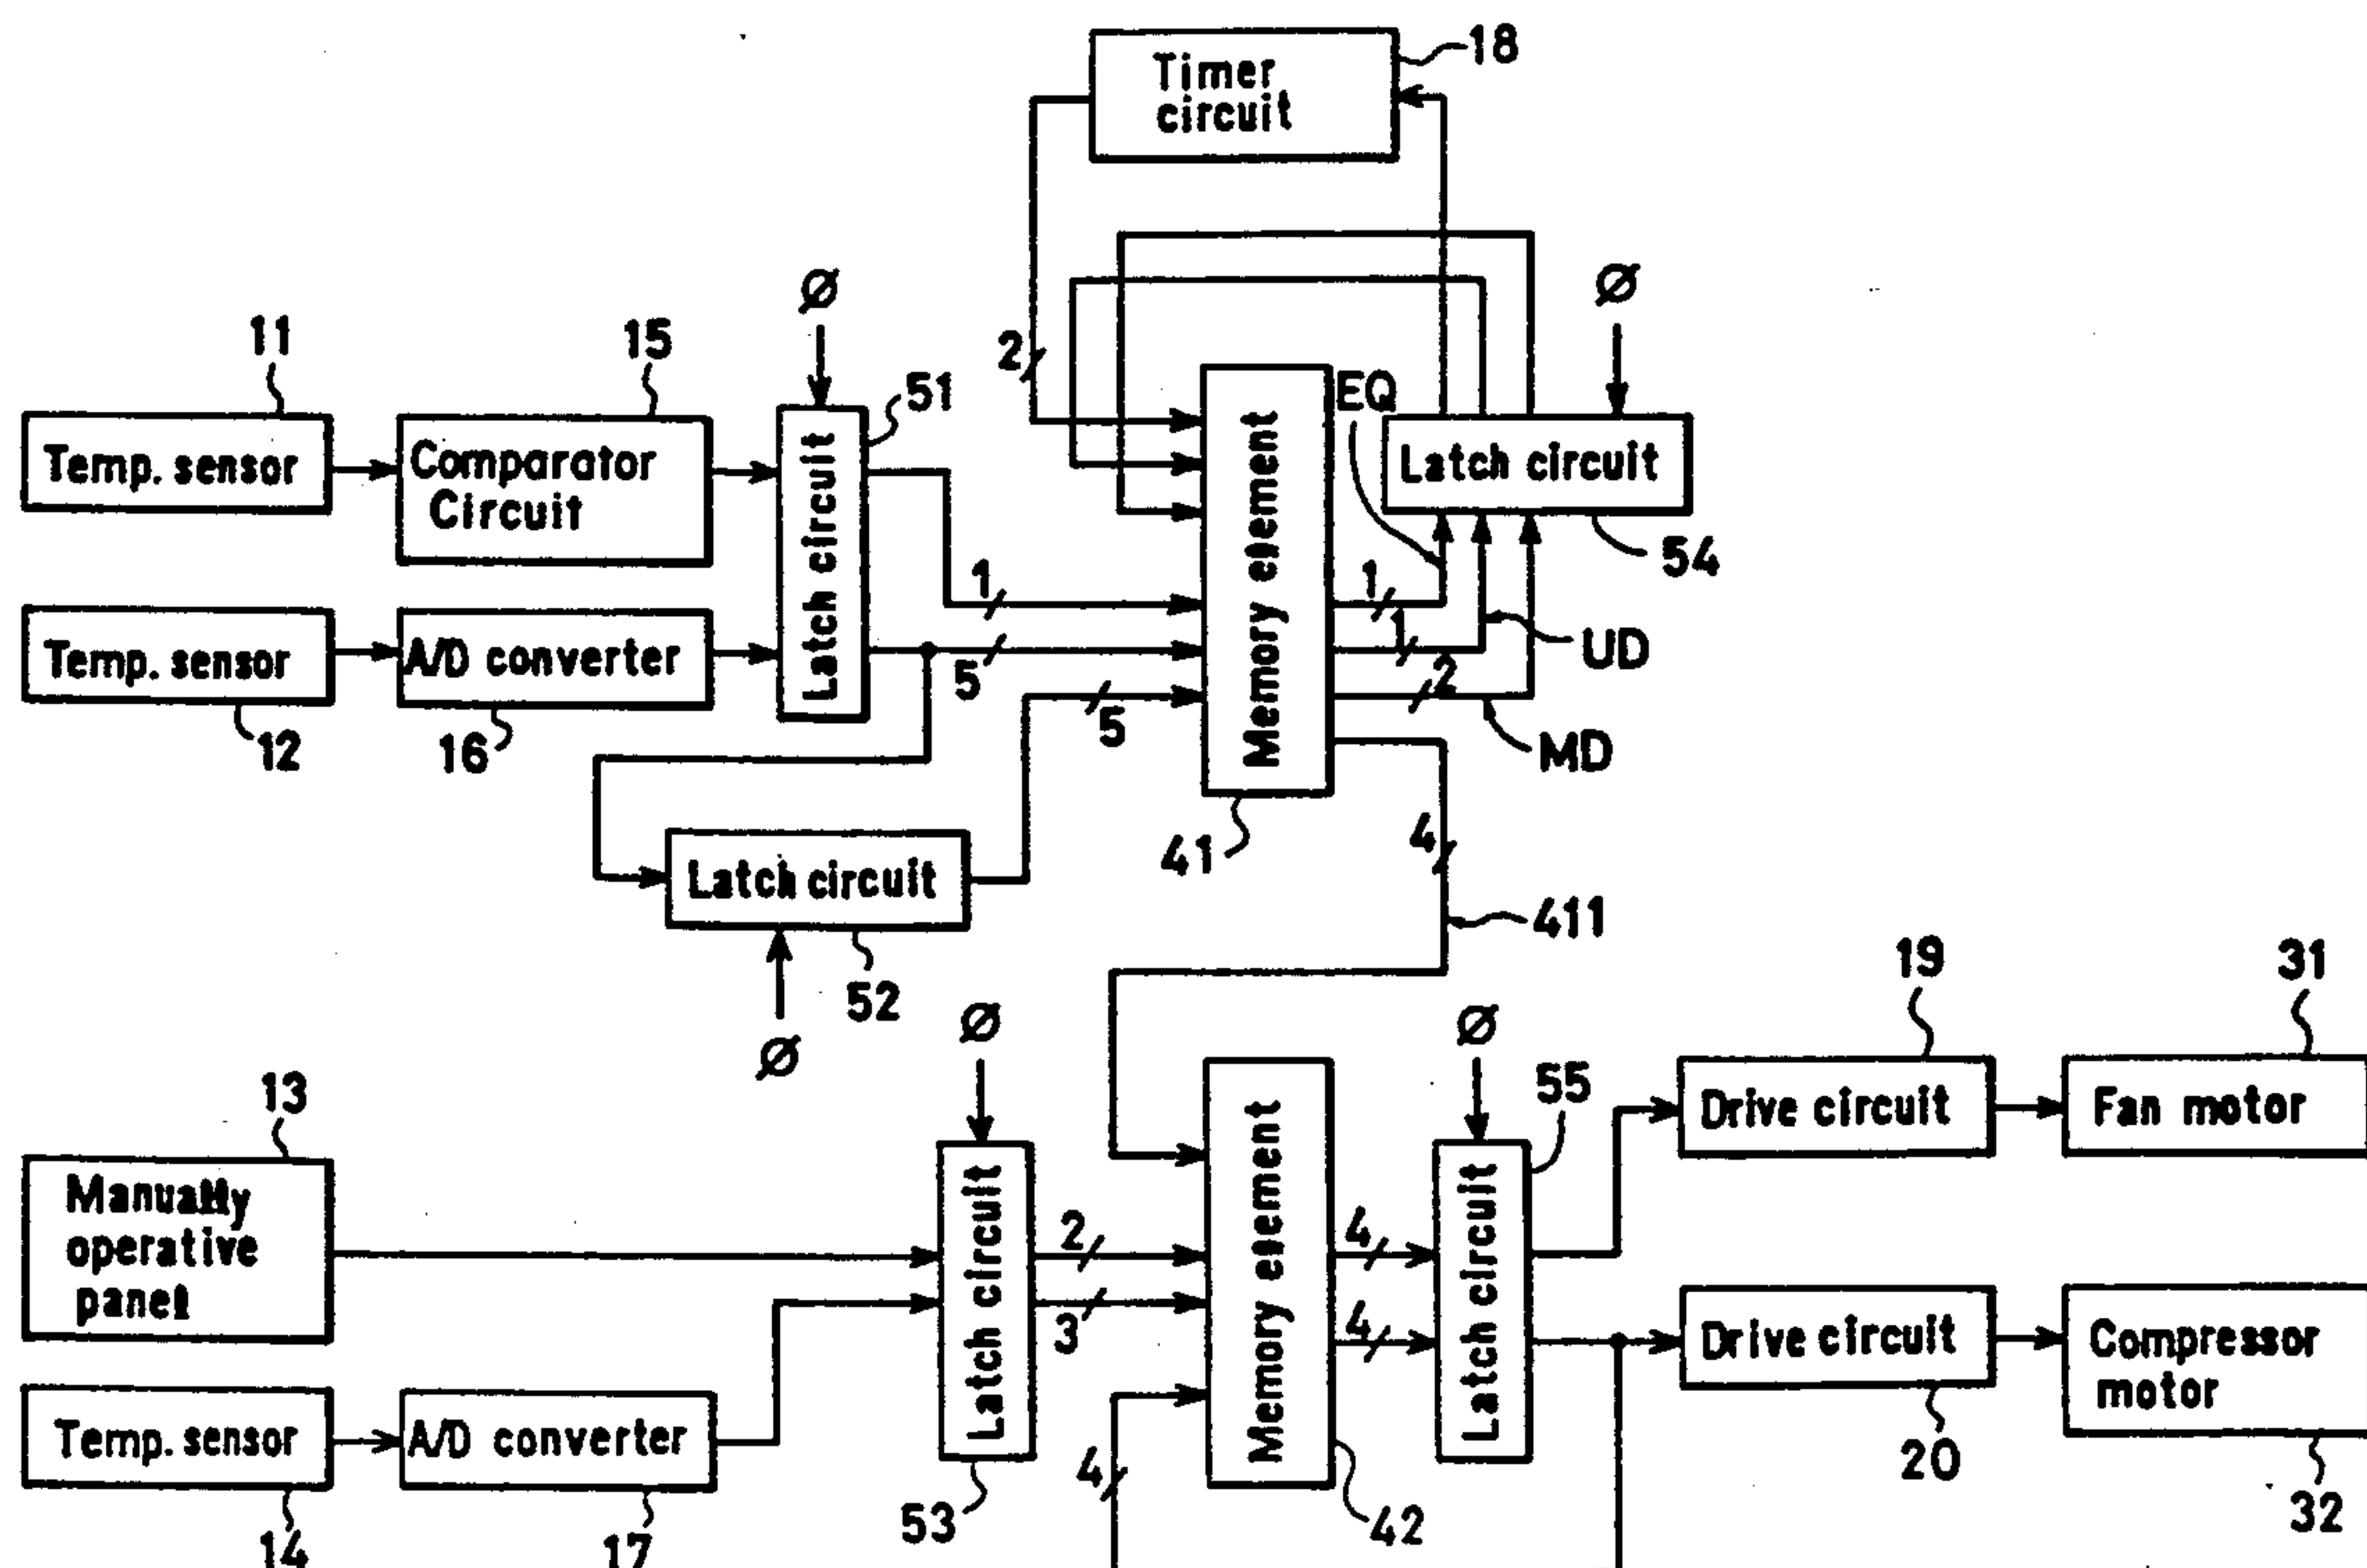 Timer
circuit
18
Ø
Ø
11
15
51
2
EQ
Temp. sensor
Comparator
Circuit
Latch circuit
Memory element
Latch circuit
54
1
1
1
UD
Temp. sensor
A/D converter
5
2
5
MD
12
16
41
4
Latch circuit
411
52
Ø
Ø
Ø
19
31
13
55
Drive circuit
Fan motor
Manually
operative
panel
Latch circuit
2
3
Memory element
4
4
Latch circuit
Drive circuit
Compressor
motor
Temp. sensor
A/D converter
4
20
53
42
32
14
17